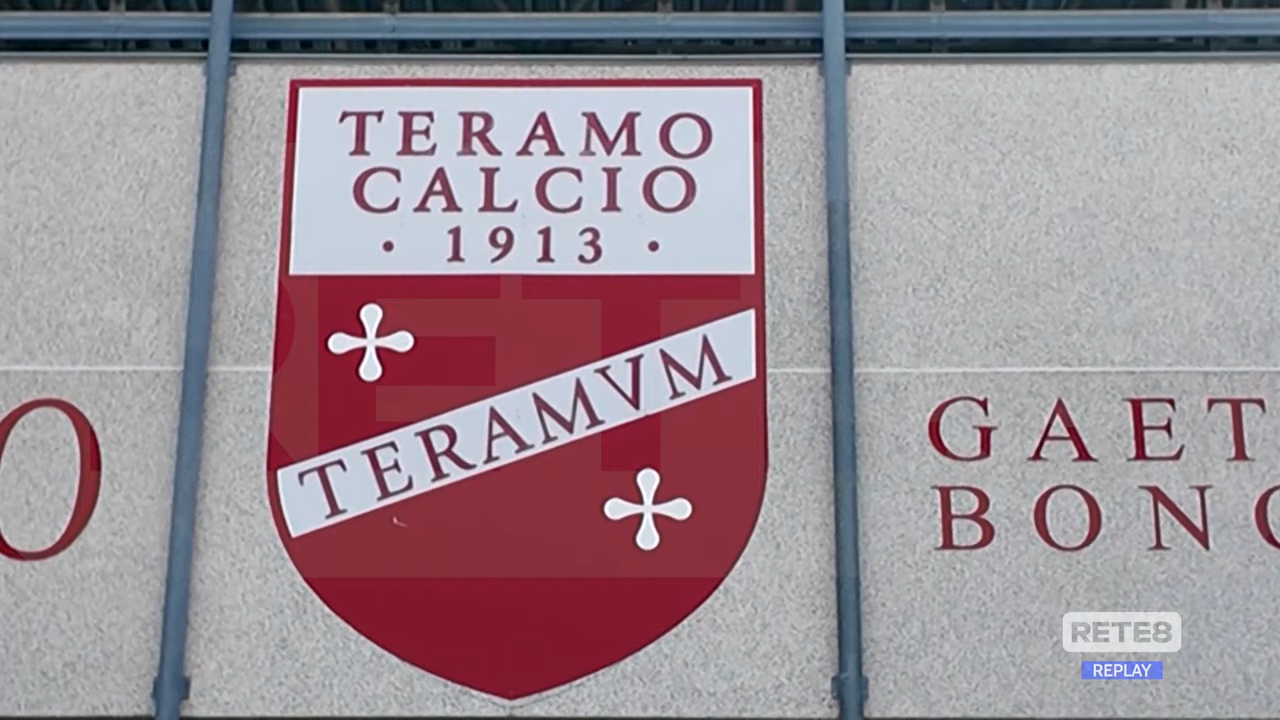 TERAMO
CALCIO
· 1913 ·
TERAMVM
O
GAET
BONO
RETE8
REPLAY